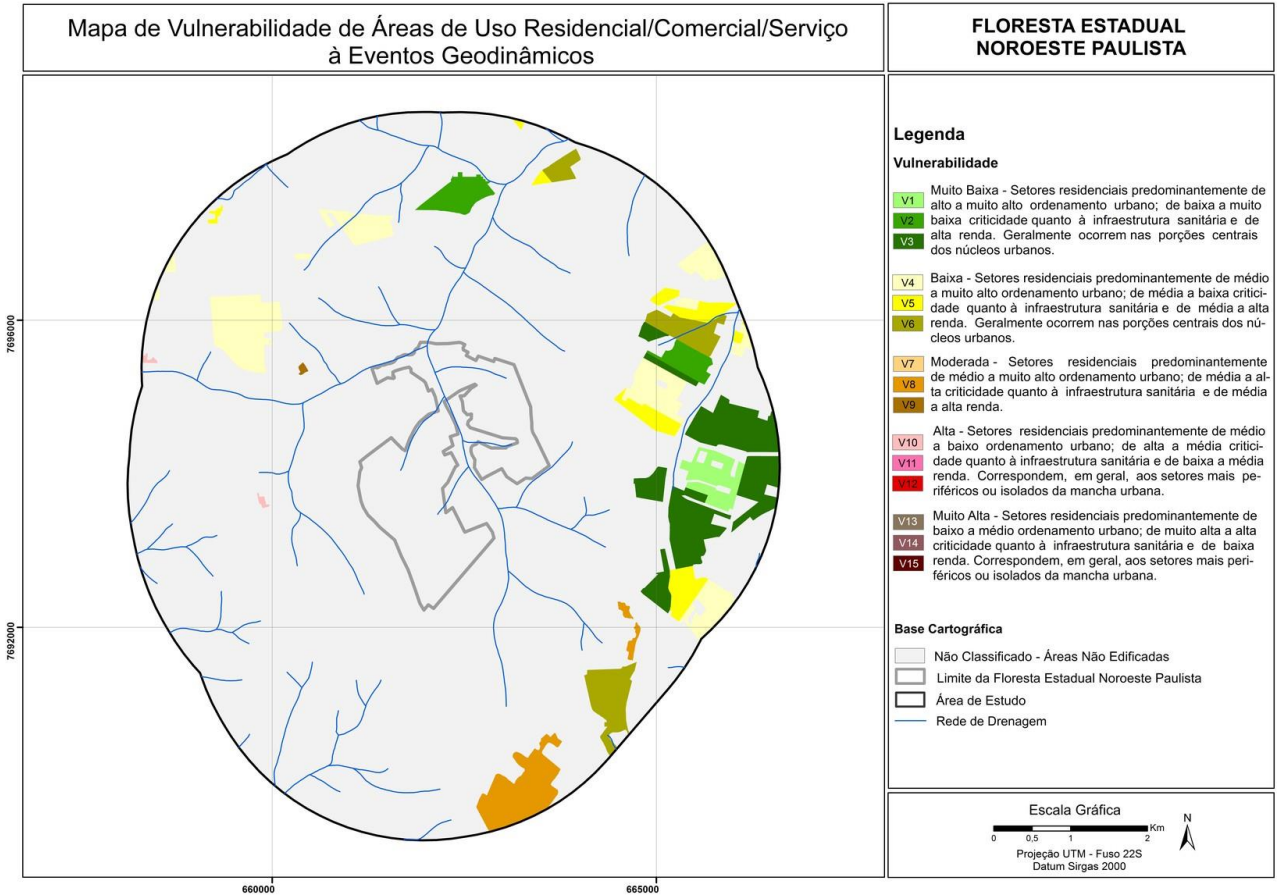 Mapa de Vulnerabilidade de Áreas de Uso Residencial/Comercial/Serviço
à Eventos Geodinâmicos
FLORESTA ESTADUAL
NOROESTE PAULISTA
7696000
7692000
660000
665000
Legenda
Vulnerabilidade
V1
V2
V3
Muito Baixa - Setores residenciais predominantemente de
alto a muito alto ordenamento urbano; de baixa a muito
baixa criticidade quanto à infraestrutura sanitária e de
alta renda. Geralmente ocorrem nas porções centrais
dos núcleos urbanos.
V4
V5
V6
Baixa - Setores residenciais predominantemente de médio
a muito alto ordenamento urbano; de média a baixa critici-
dade quanto à infraestrutura sanitária e de média a alta
renda. Geralmente ocorrem nas porções centrais dos nú-
cleos urbanos.
V7
V8
V9
Moderada - Setores residenciais predominantemente
de médio a muito alto ordenamento urbano; de média a al-
ta criticidade quanto à infraestrutura sanitária e de média
a alta renda.
V10
V11
V12
Alta - Setores residenciais predominantemente de médio
a baixo ordenamento urbano; de alta a média critici-
dade quanto à infraestrutura sanitária e de baixa a média
renda. Correspondem, em geral, aos setores mais pe-
riféricos ou isolados da mancha urbana.
V13
V14
V15
Muito Alta - Setores residenciais predominantemente de
baixo a médio ordenamento urbano; de muito alta a alta
criticidade quanto à infraestrutura sanitária e de baixa
renda. Correspondem, em geral, aos setores mais peri-
féricos ou isolados da mancha urbana.
Base Cartográfica
Não Classificado - Áreas Não Edificadas
Limite da Floresta Estadual Noroeste Paulista
Área de Estudo
Rede de Drenagem
Escala Gráfica
Km
0 0,5 1 2
N
Projeção UTM - Fuso 22S
Datum Sirgas 2000